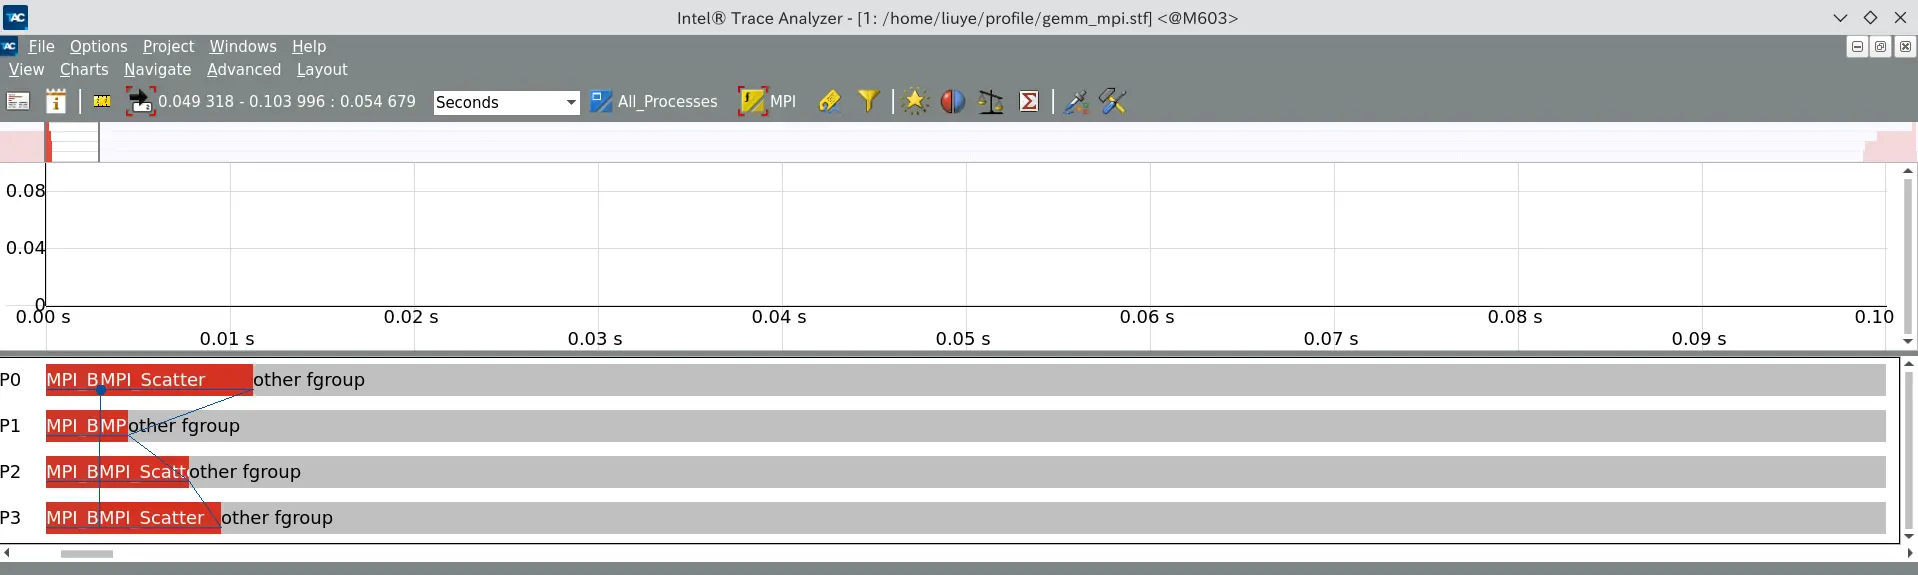 TAC Intel® Trace Analyzer - [1: /home/liuye/profile/gemm_mpi.stf] <@M603>
TAC File Options Project Windows Help
View Charts Navigate Advanced Layout
0.049 318 - 0.103 996 : 0.054 679 Seconds All_Processes MPI
0.08
0.04
0
0.00 s 0.02 s 0.04 s 0.06 s 0.08 s 0.10
0.01 s 0.03 s 0.05 s 0.07 s 0.09 s
P0 MPI_BMPI_Scatter other fgroup
P1 MPI_BMP other fgroup
P2 MPI_BMPI_Scatt other fgroup
P3 MPI_BMPI_Scatter other fgroup